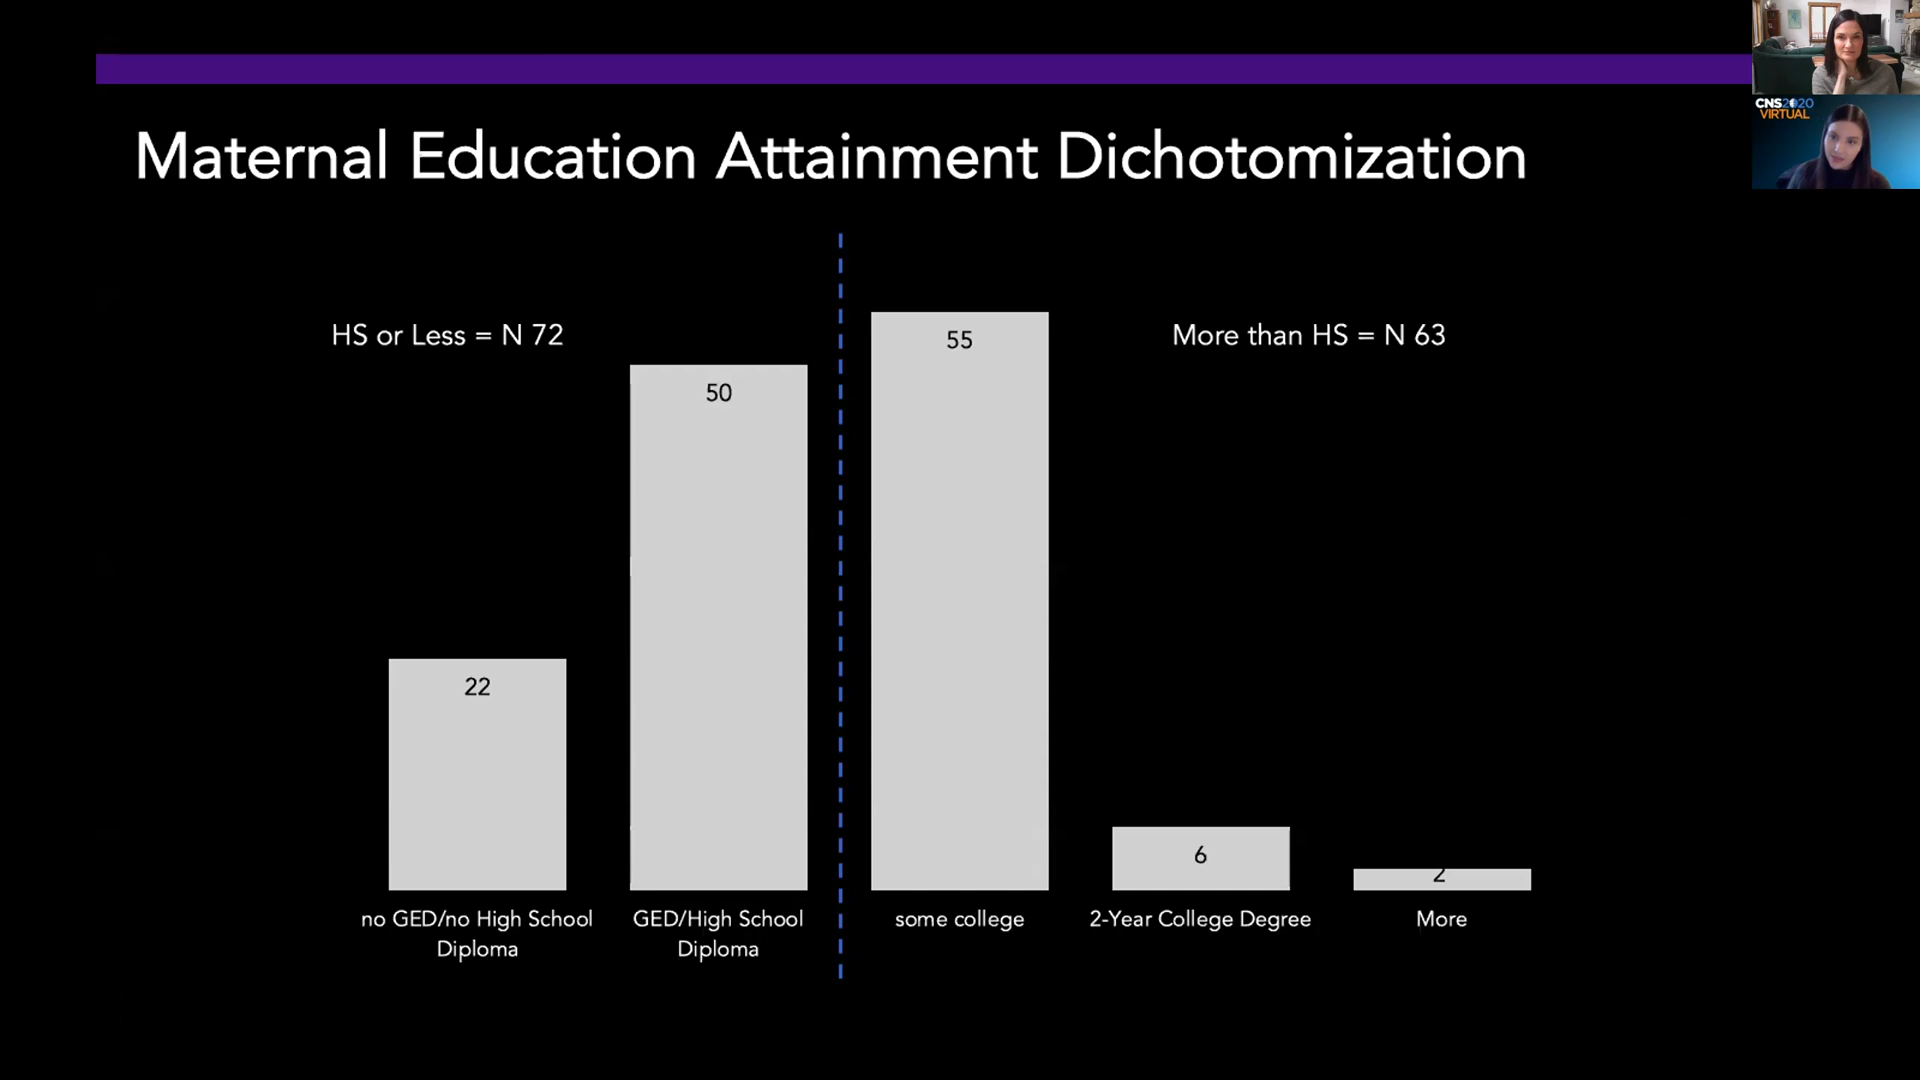 CNS2020
VIRTUAL
Maternal Education Attainment Dichotomization
HS or Less = N 72
More than HS = N 63
22
50
55
6
2
no GED/no High School
Diploma
GED/High School
Diploma
some college
2-Year College Degree
More